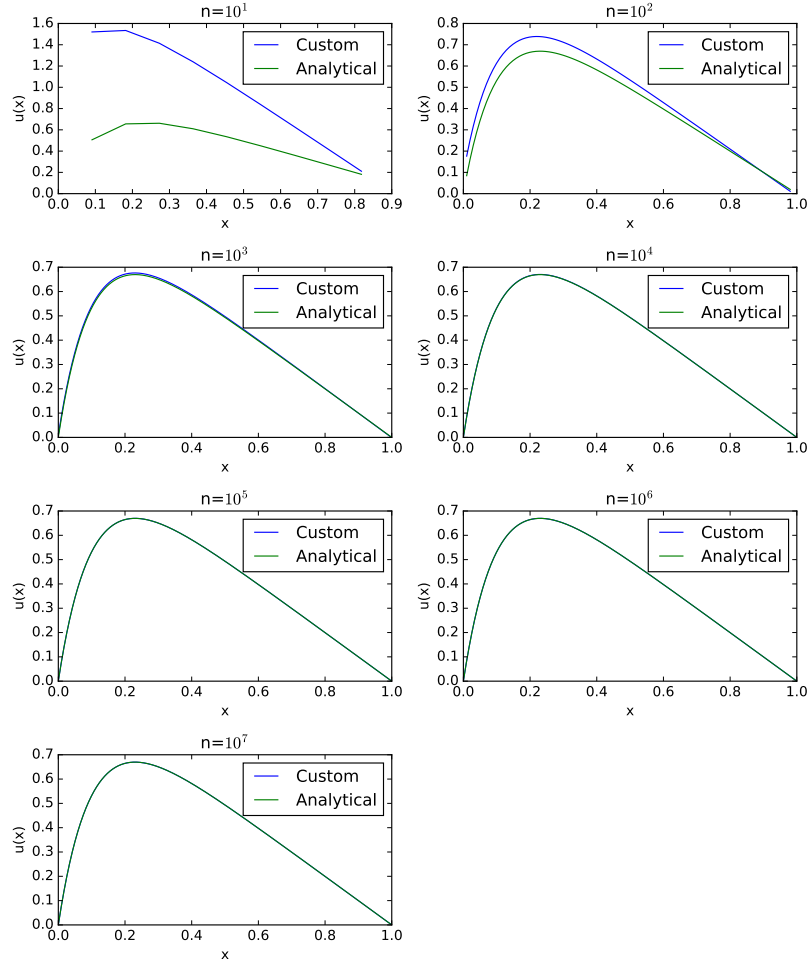 n=10^1
1.6
1.4
1.2
1.0
0.8
0.6
0.4
0.2
0.0
u(x)
Custom
Analytical
0.0 0.1 0.2 0.3 0.4 0.5 0.6 0.7 0.8 0.9
x
n=10^2
0.8
0.7
0.6
0.5
0.4
0.3
0.2
0.1
0.0
u(x)
Custom
Analytical
0.0 0.2 0.4 0.6 0.8 1.0
x
n=10^3
0.7
0.6
0.5
0.4
0.3
0.2
0.1
0.0
u(x)
Custom
Analytical
0.0 0.2 0.4 0.6 0.8 1.0
x
n=10^4
0.7
0.6
0.5
0.4
0.3
0.2
0.1
0.0
u(x)
Custom
Analytical
0.0 0.2 0.4 0.6 0.8 1.0
x
n=10^5
0.7
0.6
0.5
0.4
0.3
0.2
0.1
0.0
u(x)
Custom
Analytical
0.0 0.2 0.4 0.6 0.8 1.0
x
n=10^6
0.7
0.6
0.5
0.4
0.3
0.2
0.1
0.0
u(x)
Custom
Analytical
0.0 0.2 0.4 0.6 0.8 1.0
x
n=10^7
0.7
0.6
0.5
0.4
0.3
0.2
0.1
0.0
u(x)
Custom
Analytical
0.0 0.2 0.4 0.6 0.8 1.0
x